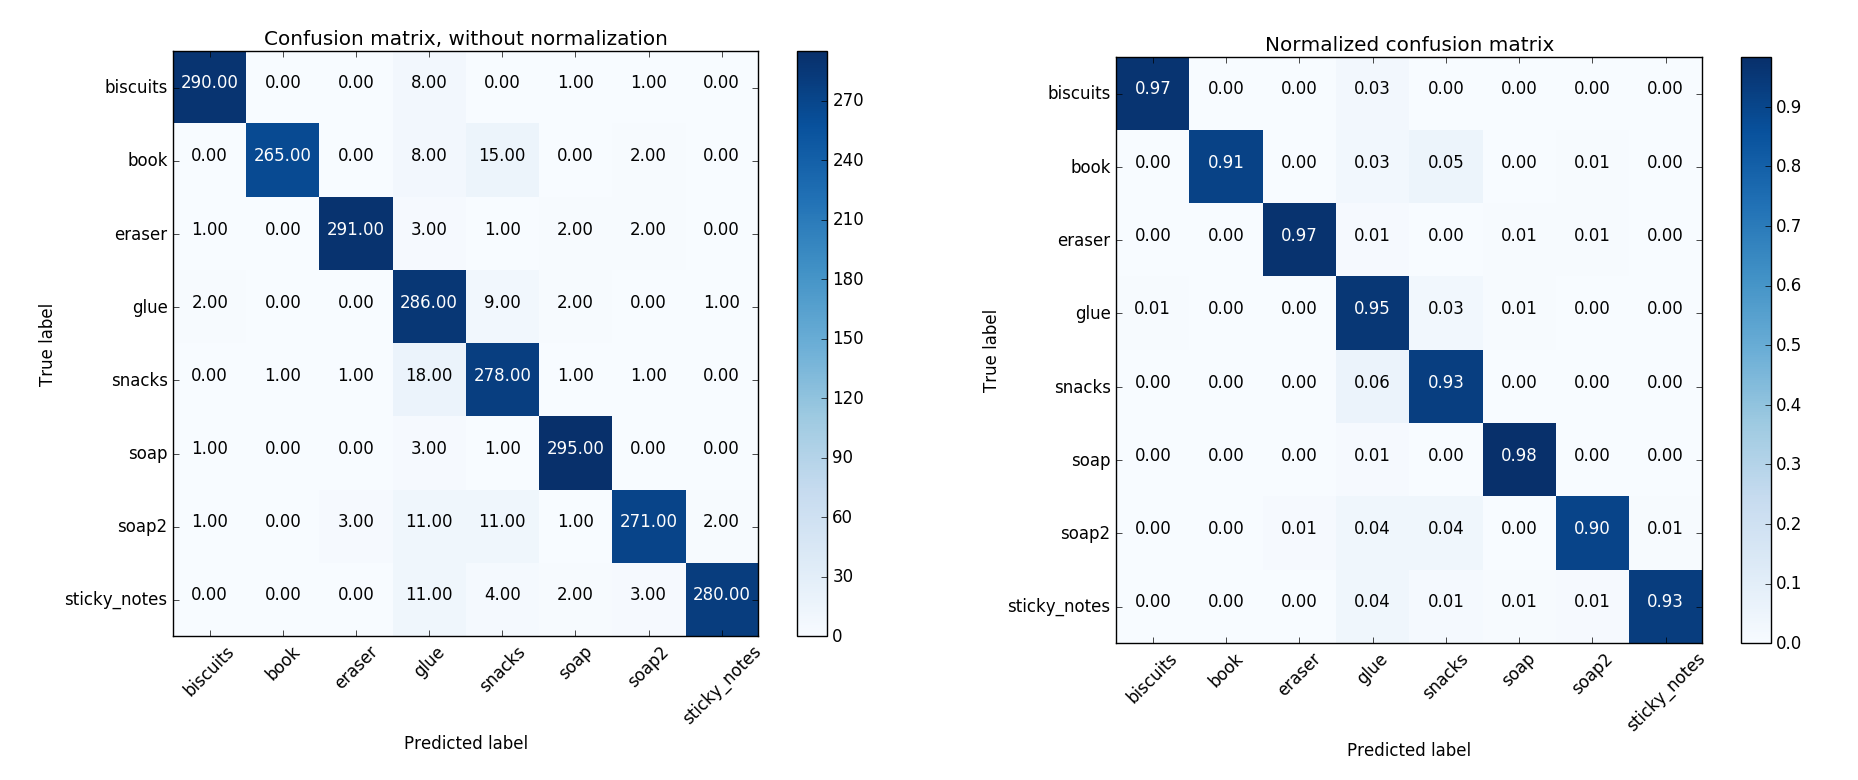 Confusion matrix, without normalization
biscuits 290.00 0.00 0.00 8.00 0.00 1.00 1.00 0.00
book 0.00 265.00 0.00 8.00 15.00 0.00 2.00 0.00
eraser 1.00 0.00 291.00 3.00 1.00 2.00 2.00 0.00
glue 2.00 0.00 0.00 286.00 9.00 2.00 0.00 1.00
snacks 0.00 1.00 1.00 18.00 278.00 1.00 1.00 0.00
soap 1.00 0.00 0.00 3.00 1.00 295.00 0.00 0.00
soap2 1.00 0.00 3.00 11.00 11.00 1.00 271.00 2.00
sticky_notes 0.00 0.00 0.00 11.00 4.00 2.00 3.00 280.00
biscuits book eraser glue snacks soap soap2 sticky_notes
True label
Predicted label
270
240
210
180
150
120
90
60
30
0
Normalized confusion matrix
biscuits 0.97 0.00 0.00 0.03 0.00 0.00 0.00 0.00
book 0.00 0.91 0.00 0.03 0.05 0.00 0.01 0.00
eraser 0.00 0.00 0.97 0.01 0.00 0.01 0.01 0.00
glue 0.01 0.00 0.00 0.95 0.03 0.01 0.00 0.00
snacks 0.00 0.00 0.00 0.06 0.93 0.00 0.00 0.00
soap 0.00 0.00 0.00 0.01 0.00 0.98 0.00 0.00
soap2 0.00 0.00 0.01 0.04 0.04 0.00 0.90 0.01
sticky_notes 0.00 0.00 0.00 0.04 0.01 0.01 0.01 0.93
biscuits book eraser glue snacks soap soap2 sticky_notes
True label
Predicted label
0.9
0.8
0.7
0.6
0.5
0.4
0.3
0.2
0.1
0.0